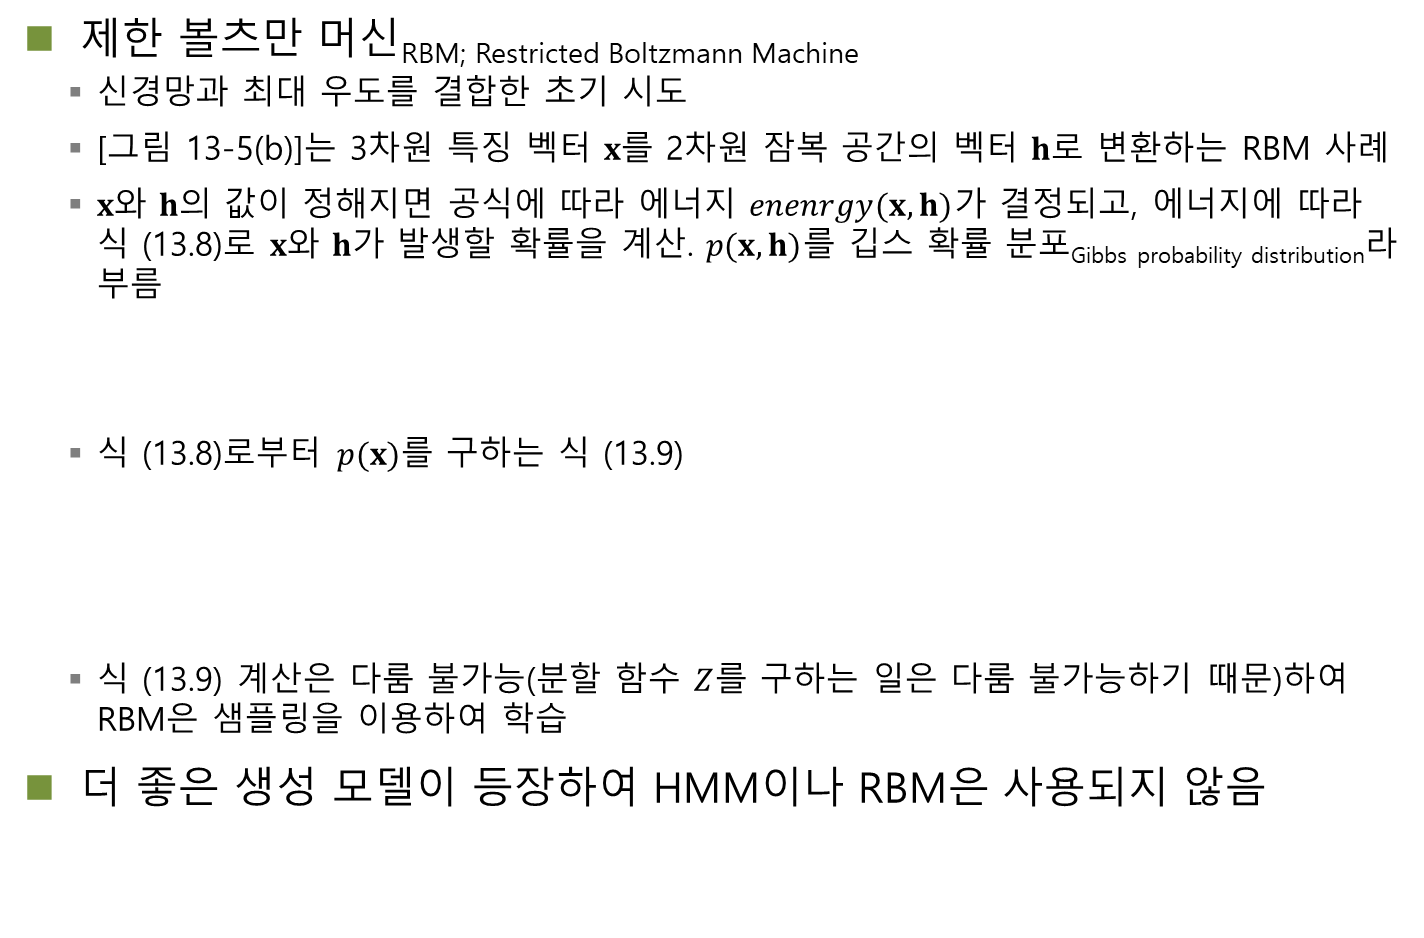 ■ 제한 볼츠만 머신RBM; Restricted Boltzmann Machine
▪ 신경망과 최대 우도를 결합한 초기 시도
▪ [그림 13-5(b)]는 3차원 특징 벡터 x를 2차원 잠복 공간의 벡터 h로 변환하는 RBM 사례
▪ x와 h의 값이 정해지면 공식에 따라 에너지 enenrgy(x, h)가 결정되고, 에너지에 따라
식 (13.8)로 x와 h가 발생할 확률을 계산. p(x, h)를 깁스 확률 분포Gibbs probability distribution라
부름
▪ 식 (13.8)로부터 p(x)를 구하는 식 (13.9)
▪ 식 (13.9) 계산은 다룸 불가능(분할 함수 Z를 구하는 일은 다룸 불가능하기 때문)하여
RBM은 샘플링을 이용하여 학습
■ 더 좋은 생성 모델이 등장하여 HMM이나 RBM은 사용되지 않음